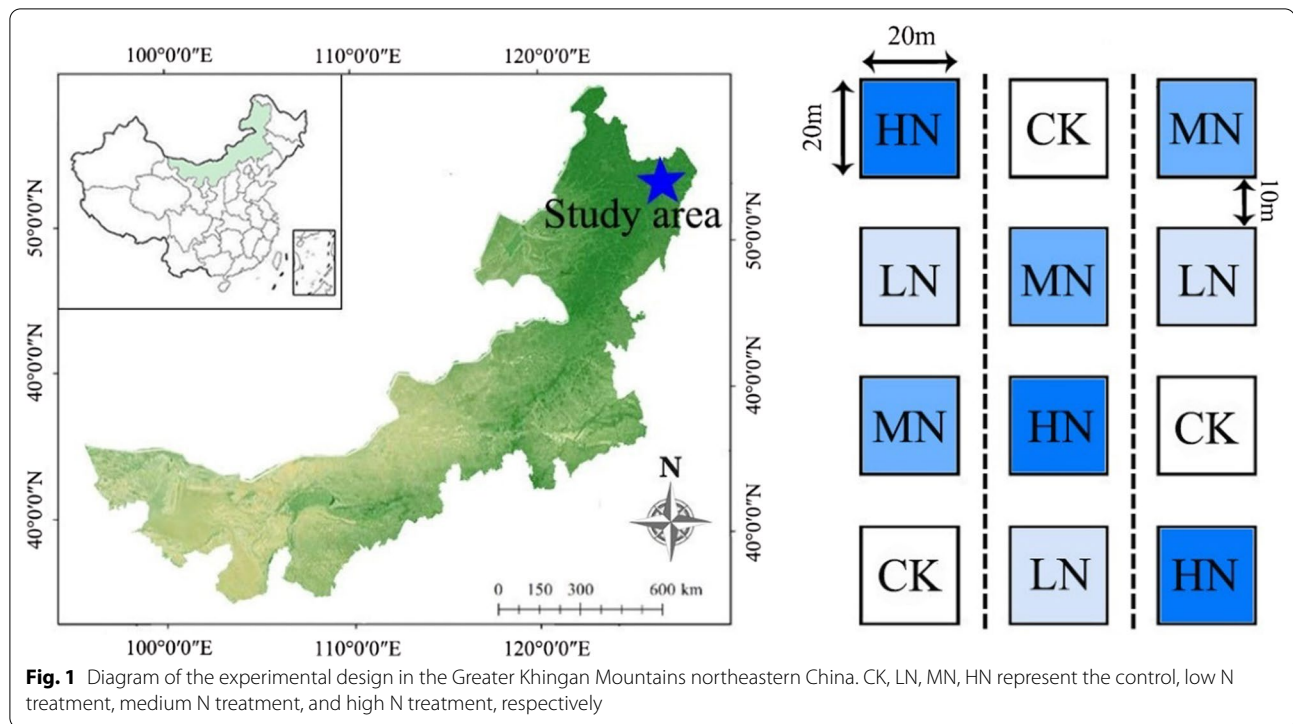 100°0'0"E 110°0'0"E 120°0'0"E
50°0'0"N
40°0'0"N
40°0'0"N
Study area
50°0'0"N
40°0'0"N
40°0'0"N
N
0 150 300 600 km
100°0'0"E 110°0'0"E 120°0'0"E
20m
20m
HN CK MN
10m
LN MN LN
MN HN CK
CK LN HN
Fig. 1 Diagram of the experimental design in the Greater Khingan Mountains northeastern China. CK, LN, MN, HN represent the control, low N
treatment, medium N treatment, and high N treatment, respectively